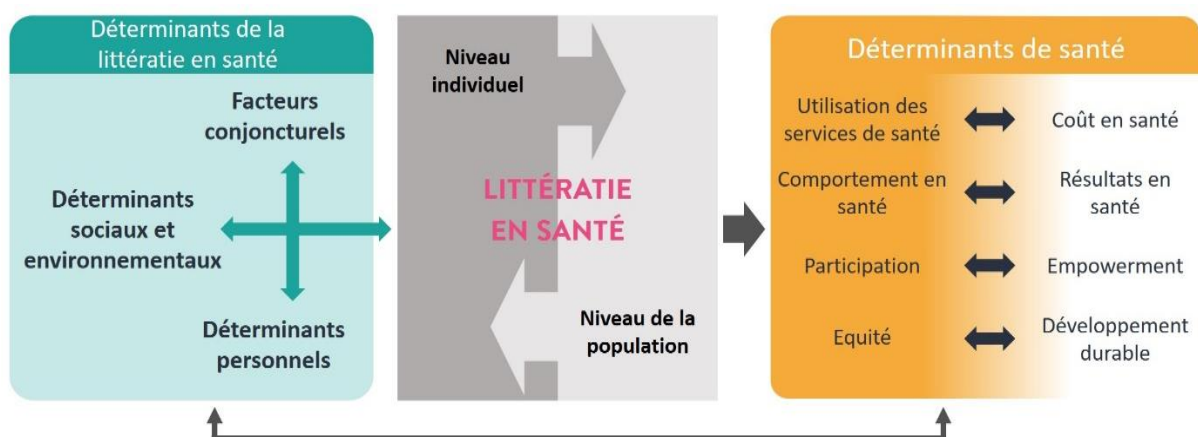 Déterminants de la
littératie en santé
Facteurs
conjoncturels
Déterminants
sociaux et
environnementaux
Déterminants
personnels
Niveau
individuel
LITTÉRATIE
EN SANTÉ
Niveau de la
population
Déterminants de santé
Utilisation des
services de santé
Coût en santé
Comportement en
santé
Résultats en
santé
Participation
Empowerment
Equité
Développement
durable